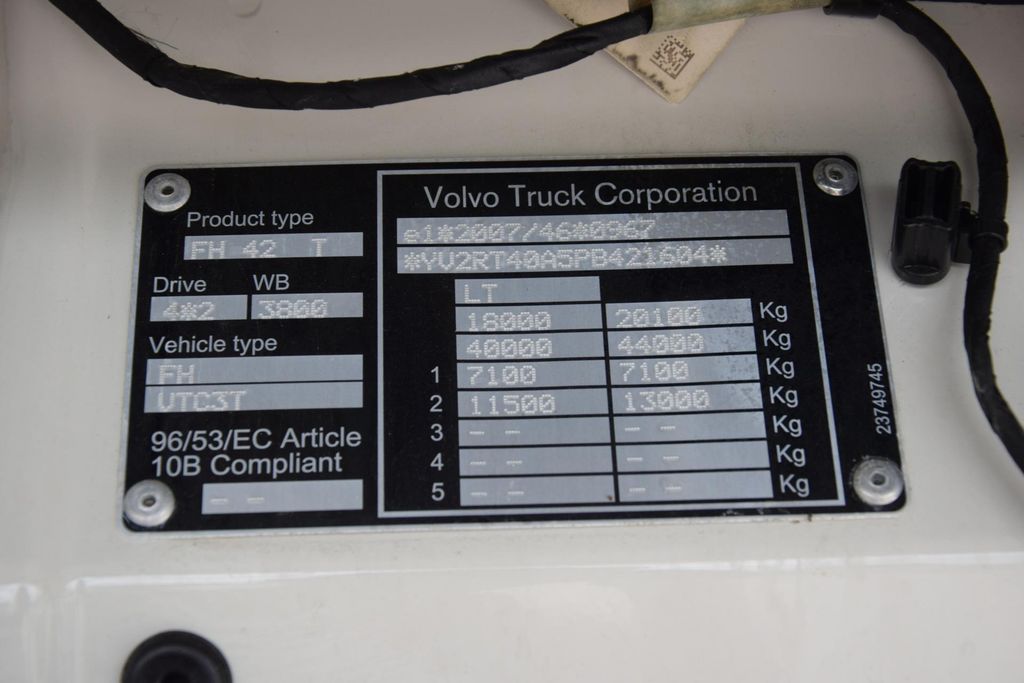 Product type
FH 42 T
Drive WB
4*2 3800
Vehicle type
FH
VTC3T
96/53/EC Article
10B Compliant
-- --
Volvo Truck Corporation
e1*2007/46*0967
*YV2RT40A5PB421604*
LT
18000 20100 Kg
40000 44000 Kg
1 7100 7100 Kg
2 11500 13000 Kg
3 -- -- -- -- Kg
4 -- -- -- -- Kg
5 -- -- -- -- Kg
23749745